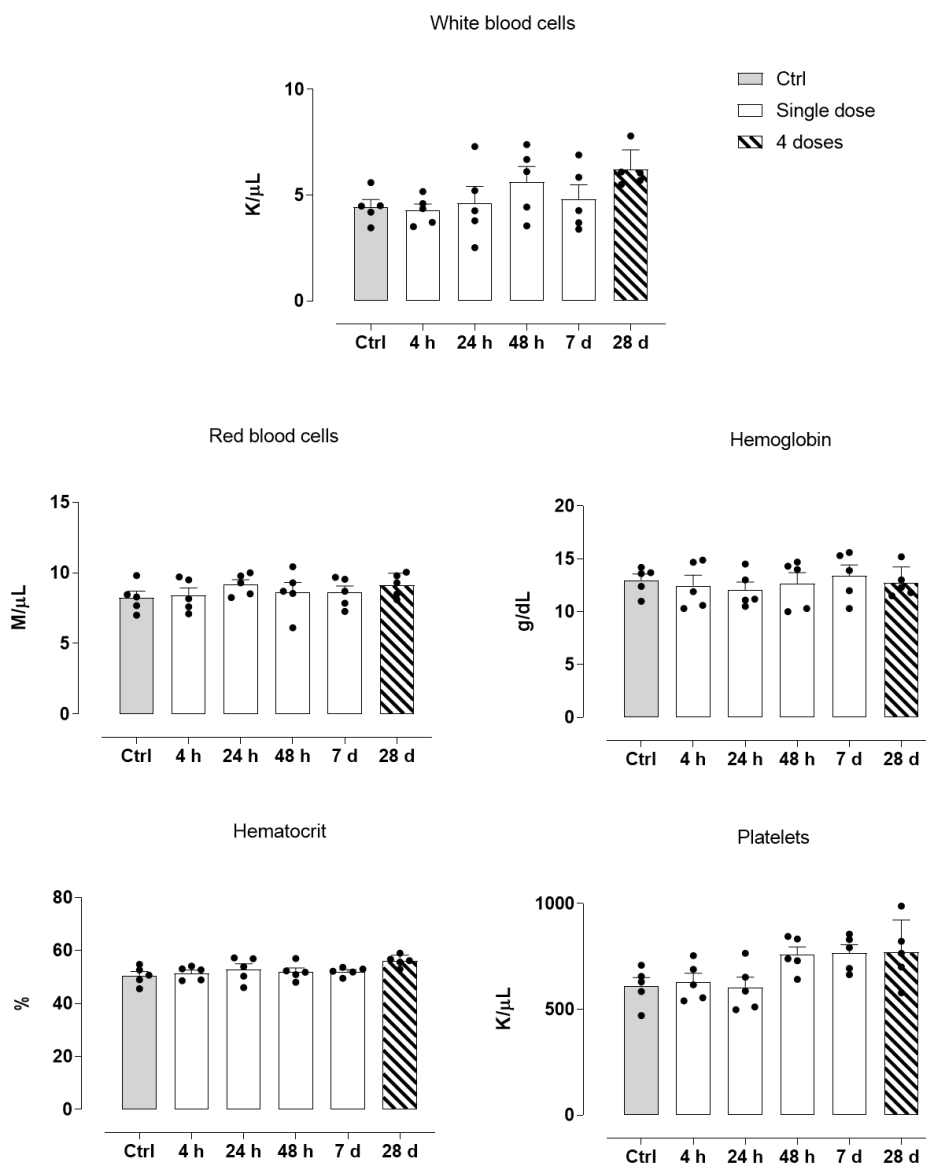 White blood cells
Ctrl
Single dose
4 doses
K/μL
10
5
0
Ctrl 4 h 24 h 48 h 7 d 28 d
Red blood cells
M/μL
15
10
5
0
Ctrl 4 h 24 h 48 h 7 d 28 d
Hemoglobin
g/dL
20
15
10
5
0
Ctrl 4 h 24 h 48 h 7 d 28 d
Hematocrit
%
80
60
40
20
0
Ctrl 4 h 24 h 48 h 7 d 28 d
Platelets
K/μL
1000
500
0
Ctrl 4 h 24 h 48 h 7 d 28 d